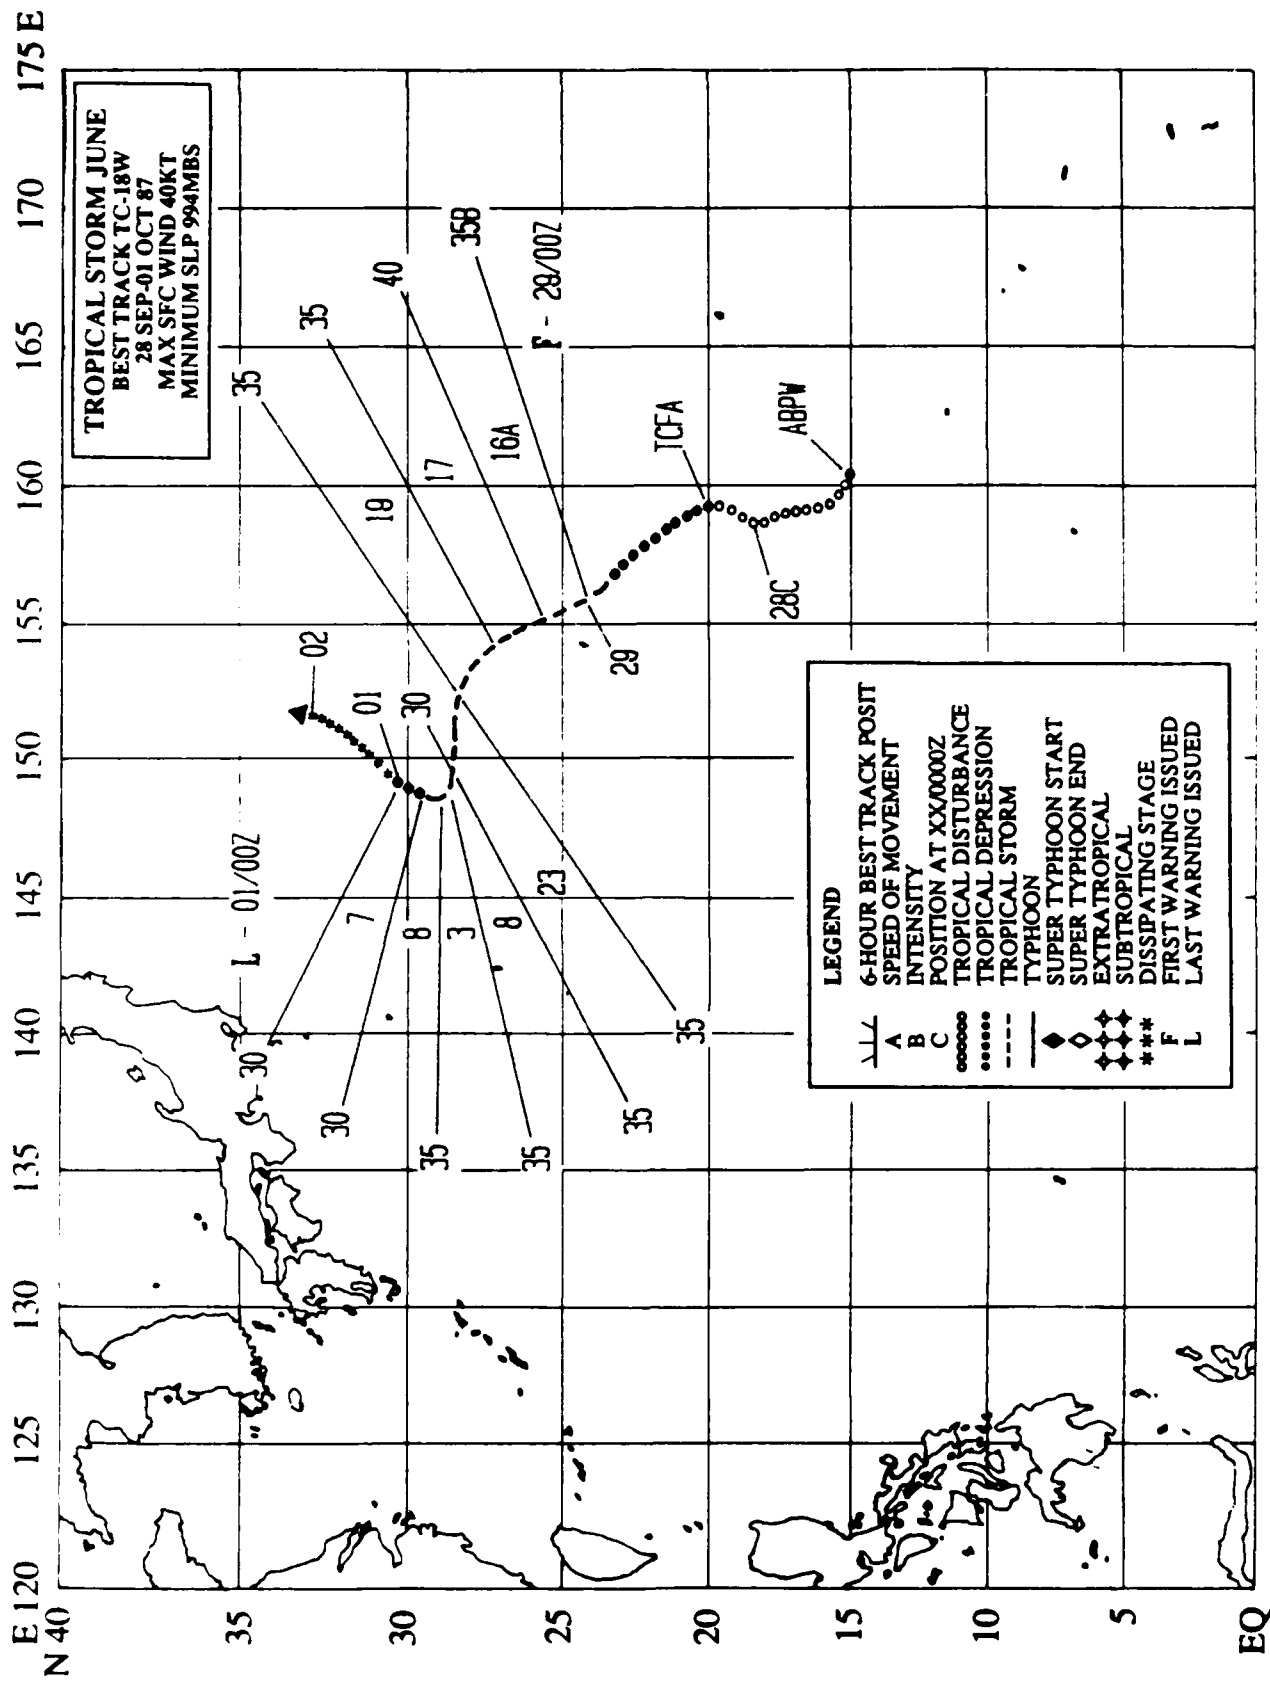 TROPICAL STORM JUNE
BEST TRACK TC-18W
28 SEP-01 OCT 87
MAX SFC WIND 40KT
MINIMUM SLP 994MBS
E 120 125 130 135 140 145 150 155 160 165 170 175 E
N 40
35
30
25
20
15
10
5
EQ
L - 01/00Z
F - 29/00Z
02
01
30
35
35
40
35B
19
17
16A
TCFA
ABPW
28C
29
7
8
3
8
23
30
30
35
35
35
35
LEGEND
6-HOUR BEST TRACK POSIT
A SPEED OF MOVEMENT
B INTENSITY
C POSITION AT XX/0000Z
TROPICAL DISTURBANCE
TROPICAL DEPRESSION
TROPICAL STORM
TYPHOON
SUPER TYPHOON START
SUPER TYPHOON END
EXTRATROPICAL
SUBTROPICAL
*** DISSIPATING STAGE
F FIRST WARNING ISSUED
L LAST WARNING ISSUED